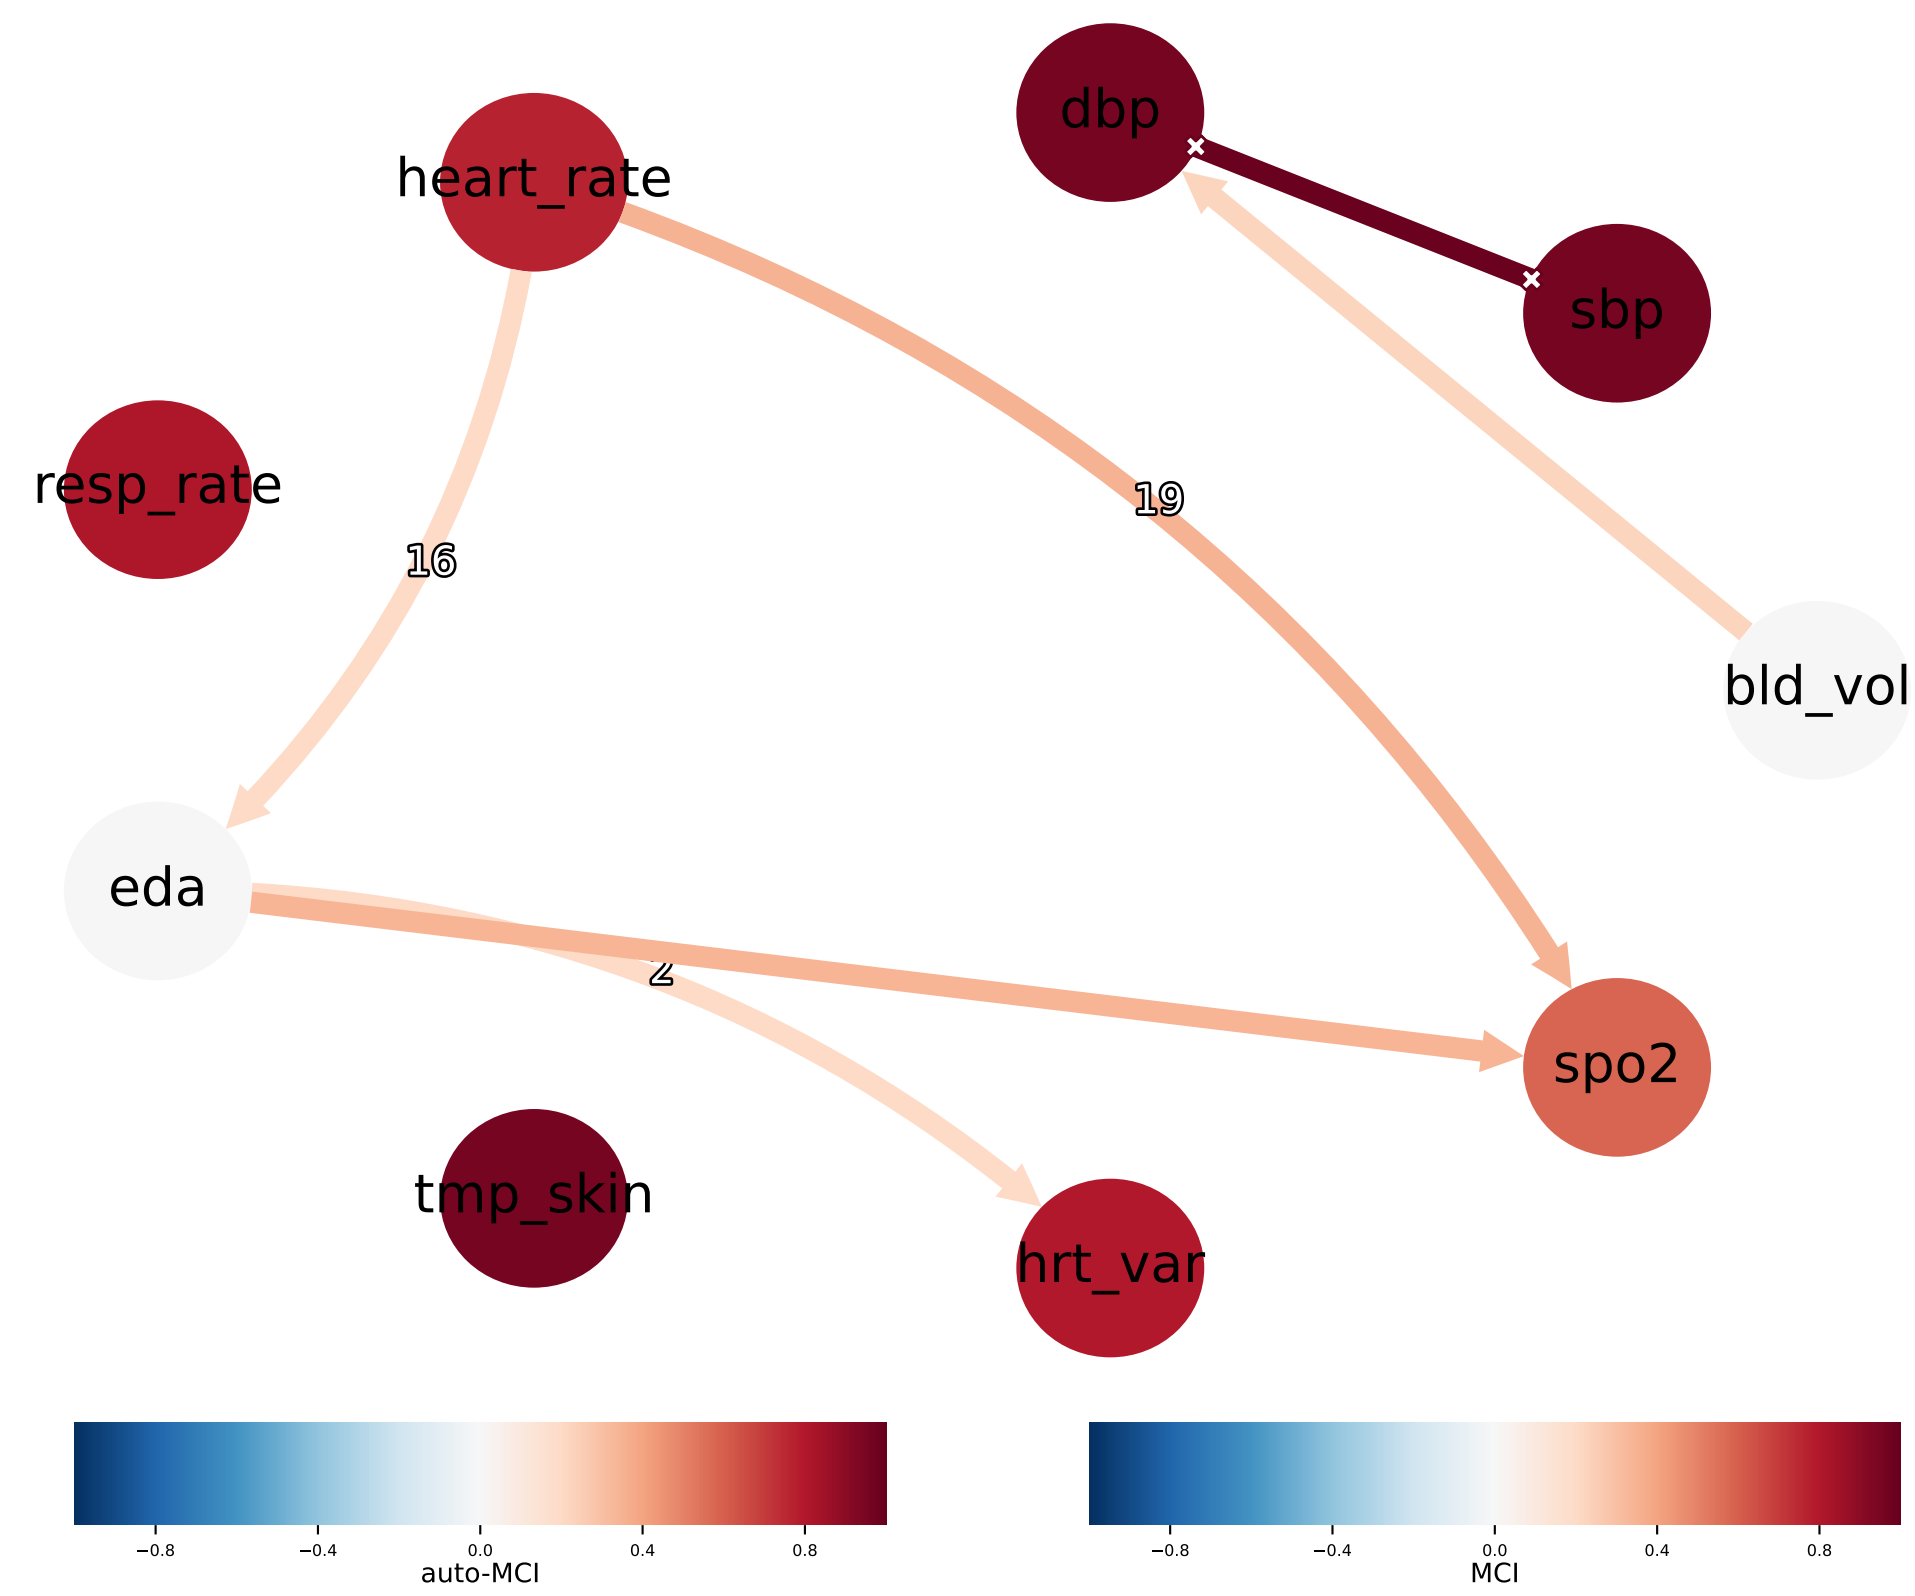 dbp
heart_rate
sbp
resp_rate
19
16
bld_vol
eda
2
spo2
tmp_skin
hrt_var
−0.8 −0.4 0.0 0.4 0.8
auto-MCI
−0.8 −0.4 0.0 0.4 0.8
MCI